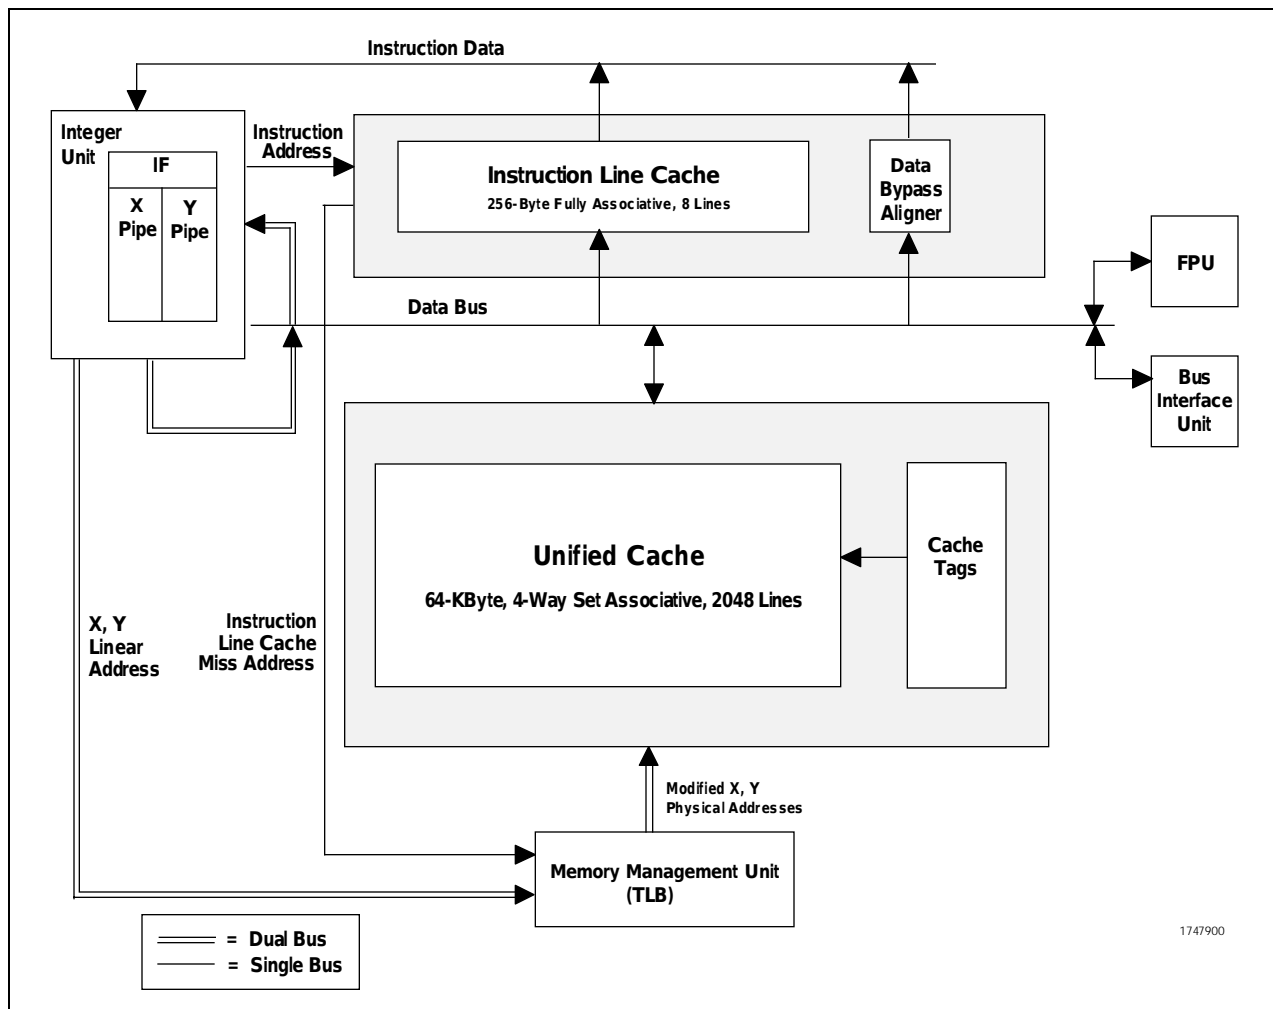 Instruction Data
Integer
Unit
IF
X
Pipe
Y
Pipe
Instruction
Address
Instruction Line Cache
256-Byte Fully Associative, 8 Lines
Data
Bypass
Aligner
FPU
Data Bus
Bus
Interface
Unit
Unified Cache
64-KByte, 4-Way Set Associative, 2048 Lines
Cache
Tags
X, Y
Linear
Address
Instruction
Line Cache
Miss Address
Modified X, Y
Physical Addresses
Memory Management Unit
(TLB)
= Dual Bus
= Single Bus
1747900